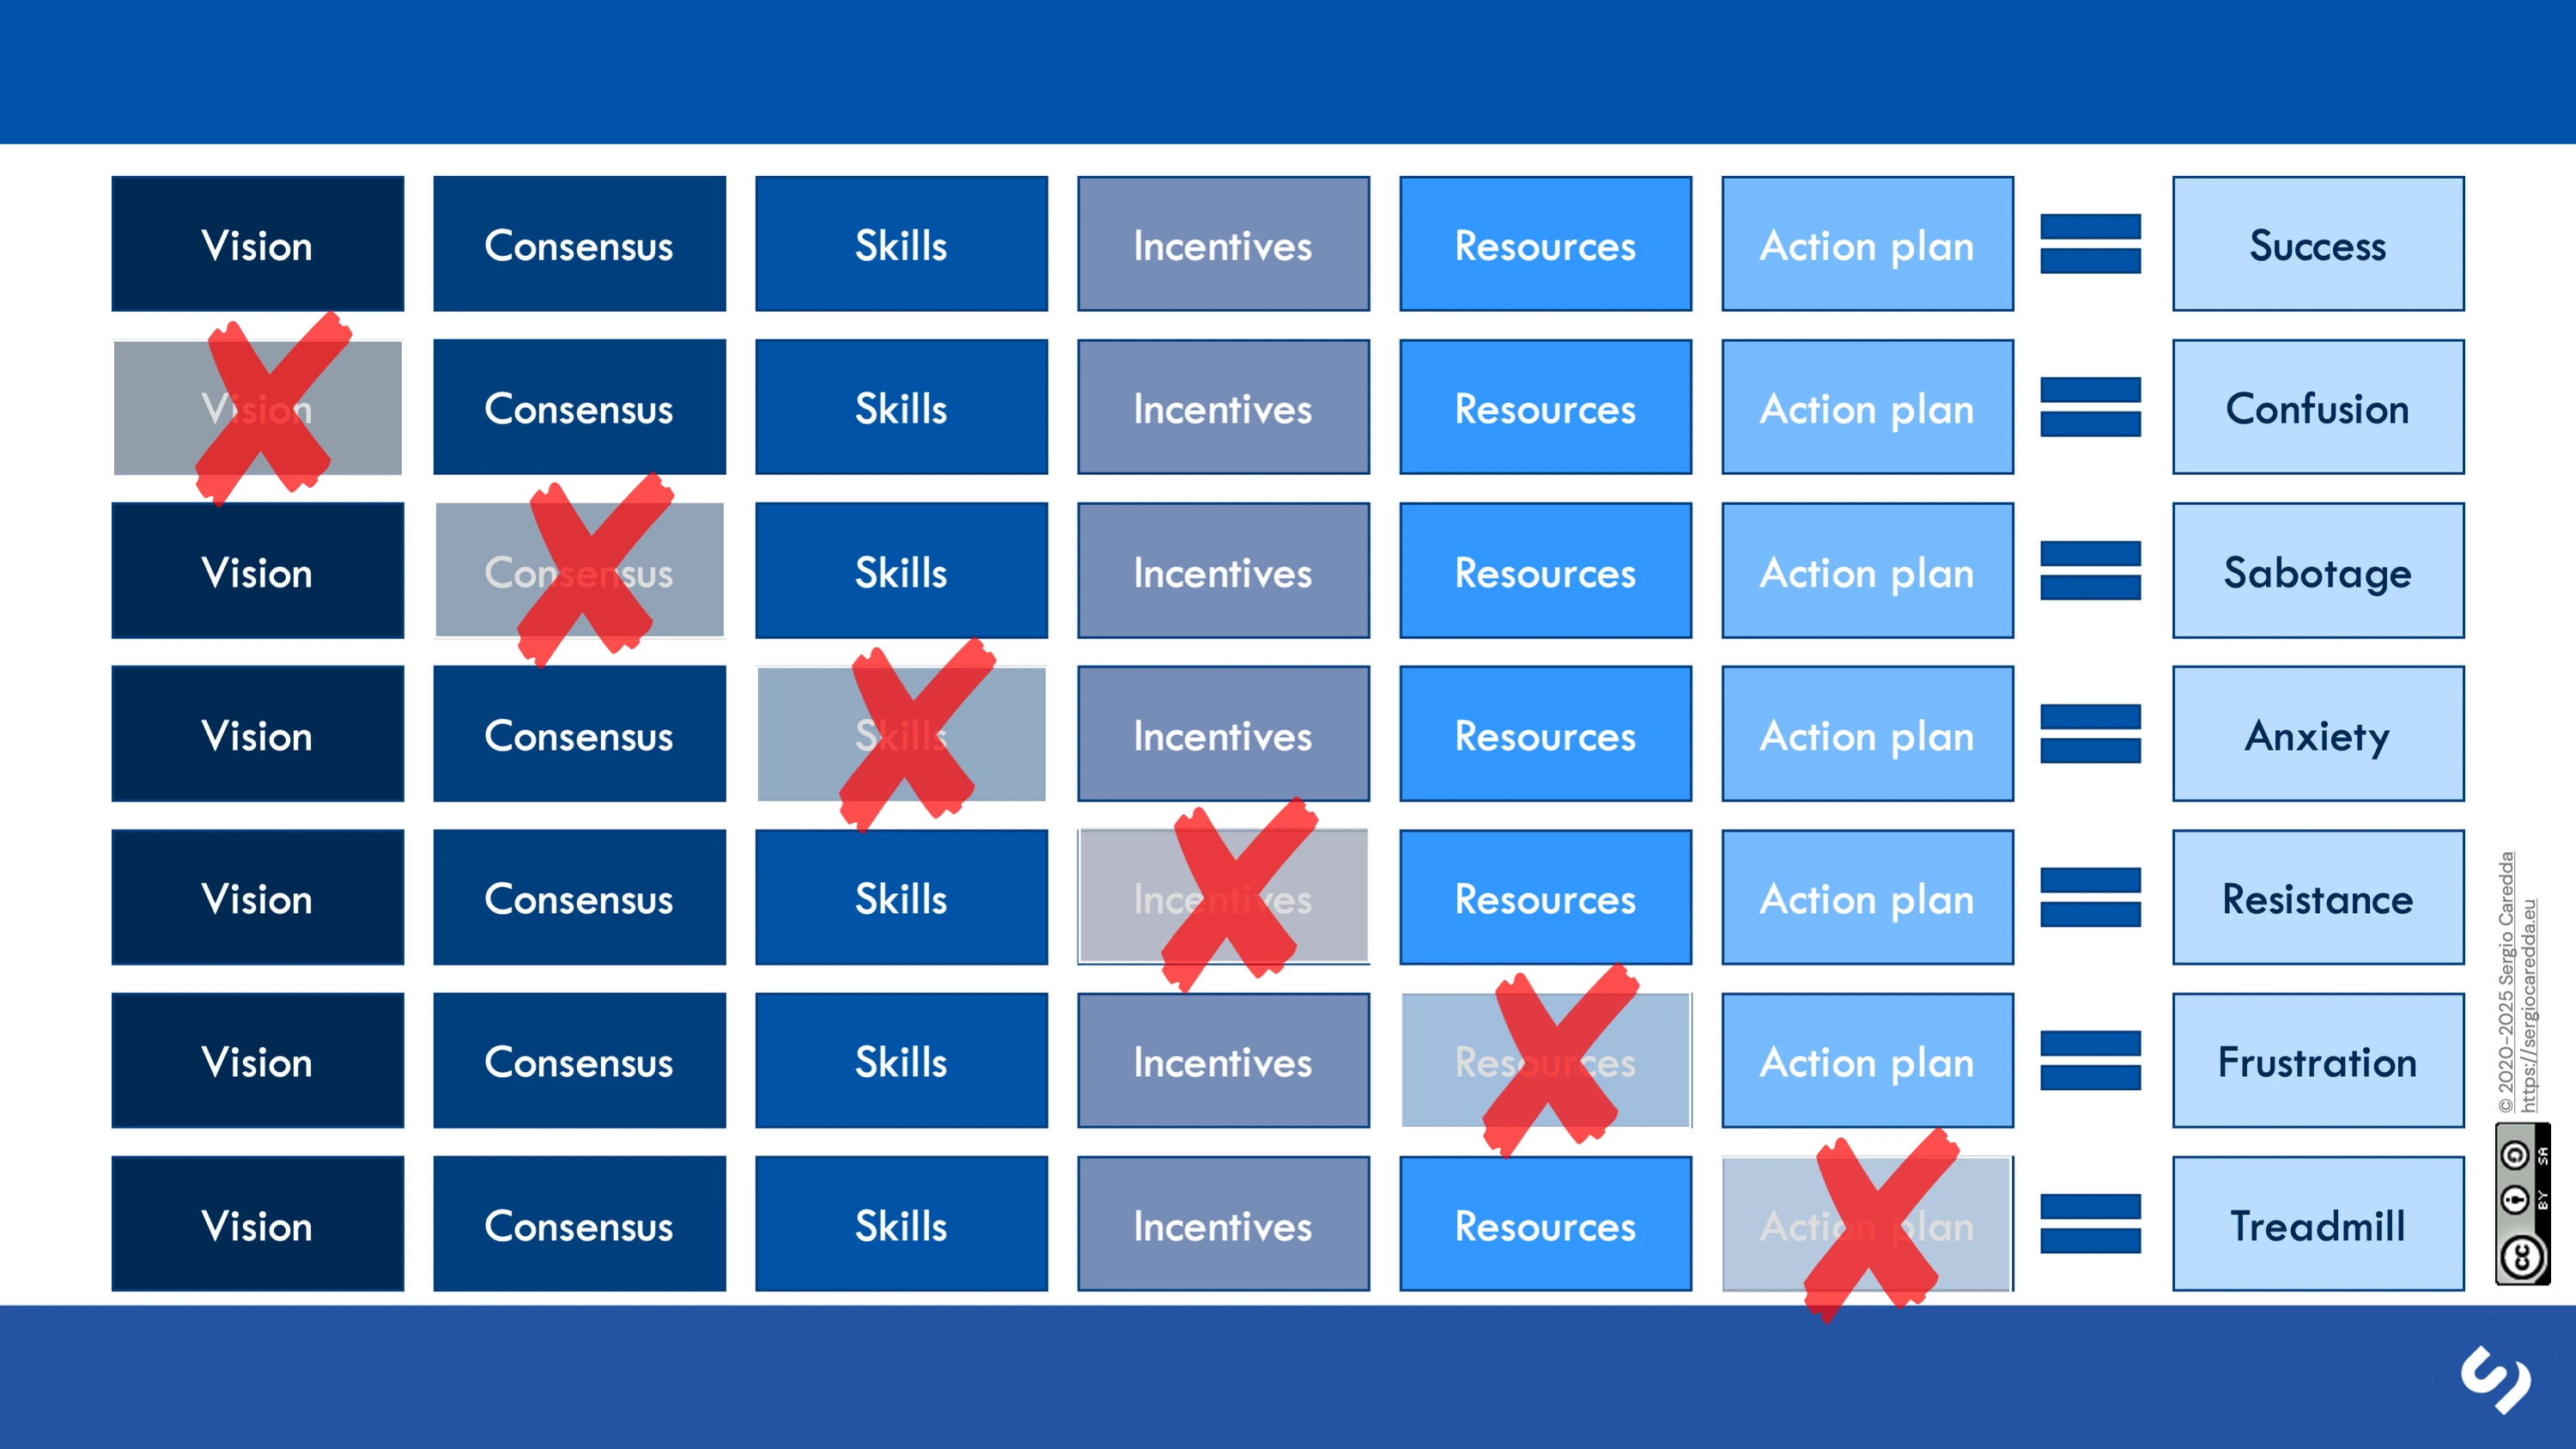 Vision Consensus Skills Incentives Resources Action plan Success
Vision Consensus Skills Incentives Resources Action plan Confusion
Vision Consensus Skills Incentives Resources Action plan Sabotage
Vision Consensus Skills Incentives Resources Action plan Anxiety
Vision Consensus Skills Incentives Resources Action plan Resistance
Vision Consensus Skills Incentives Resources Action plan Frustration
Vision Consensus Skills Incentives Resources Action plan Treadmill
© 2020-2025 Sergio Caredda
https://sergiocaredda.eu
cc BY SA